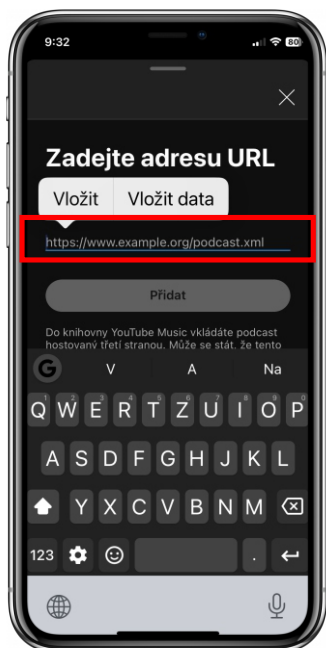 9:32
80
Zadejte adresu URL
Vložit Vložit data
https://www.example.org/podcast.xml
Přidat
Do knihovny YouTube Music vkládáte podcast
hostovaný třetí stranou. Může se stát, že tento
G V A Na
Q W E R T Z U I O P
A S D F G H J K L
Y X C V B N M
123 .